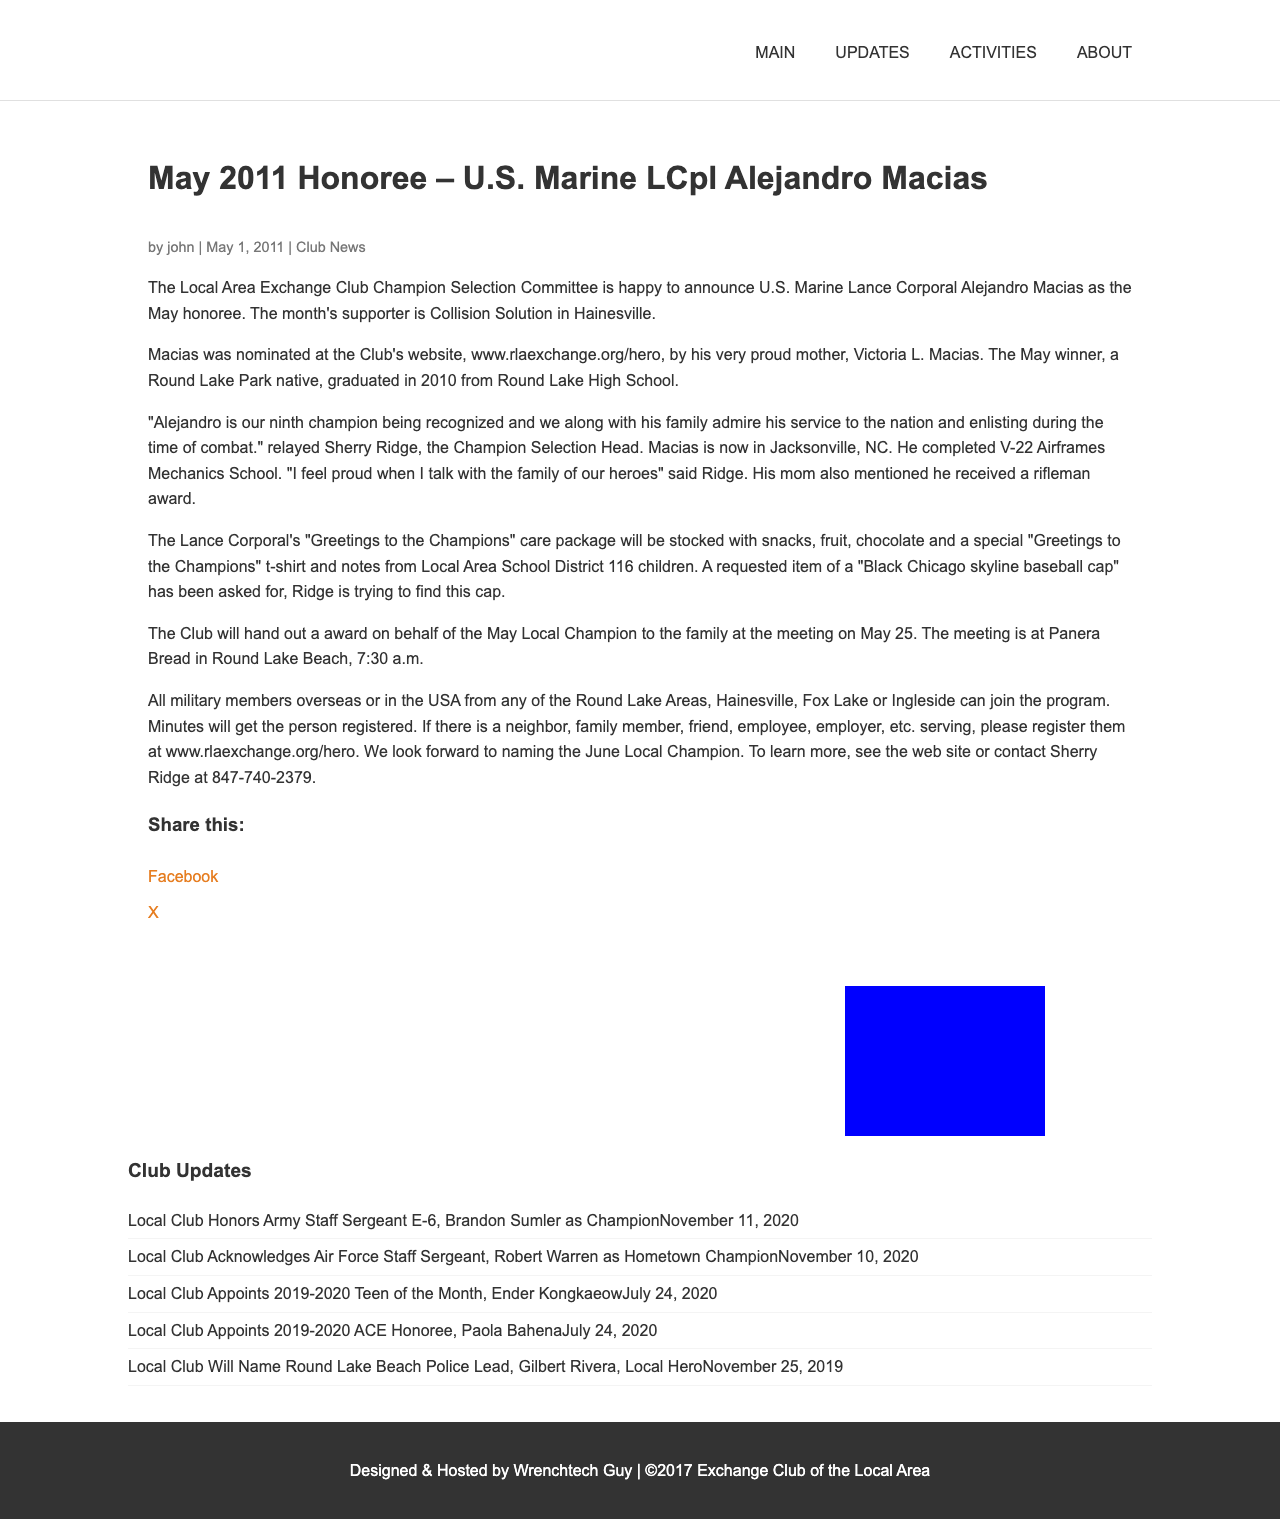 MAIN UPDATES ACTIVITIES ABOUT
May 2011 Honoree – U.S. Marine LCpl Alejandro Macias
by john | May 1, 2011 | Club News
The Local Area Exchange Club Champion Selection Committee is happy to announce U.S. Marine Lance Corporal Alejandro Macias as the
May honoree. The month's supporter is Collision Solution in Hainesville.
Macias was nominated at the Club's website, www.rlaexchange.org/hero, by his very proud mother, Victoria L. Macias. The May winner, a
Round Lake Park native, graduated in 2010 from Round Lake High School.
"Alejandro is our ninth champion being recognized and we along with his family admire his service to the nation and enlisting during the
time of combat." relayed Sherry Ridge, the Champion Selection Head. Macias is now in Jacksonville, NC. He completed V-22 Airframes
Mechanics School. "I feel proud when I talk with the family of our heroes" said Ridge. His mom also mentioned he received a rifleman
award.
The Lance Corporal's "Greetings to the Champions" care package will be stocked with snacks, fruit, chocolate and a special "Greetings to
the Champions" t-shirt and notes from Local Area School District 116 children. A requested item of a "Black Chicago skyline baseball cap"
has been asked for, Ridge is trying to find this cap.
The Club will hand out a award on behalf of the May Local Champion to the family at the meeting on May 25. The meeting is at Panera
Bread in Round Lake Beach, 7:30 a.m.
All military members overseas or in the USA from any of the Round Lake Areas, Hainesville, Fox Lake or Ingleside can join the program.
Minutes will get the person registered. If there is a neighbor, family member, friend, employee, employer, etc. serving, please register them
at www.rlaexchange.org/hero. We look forward to naming the June Local Champion. To learn more, see the web site or contact Sherry
Ridge at 847-740-2379.
Share this:
Facebook
X
Club Updates
Local Club Honors Army Staff Sergeant E-6, Brandon Sumler as ChampionNovember 11, 2020
Local Club Acknowledges Air Force Staff Sergeant, Robert Warren as Hometown ChampionNovember 10, 2020
Local Club Appoints 2019-2020 Teen of the Month, Ender KongkaeowJuly 24, 2020
Local Club Appoints 2019-2020 ACE Honoree, Paola BahenaJuly 24, 2020
Local Club Will Name Round Lake Beach Police Lead, Gilbert Rivera, Local HeroNovember 25, 2019
Designed & Hosted by Wrenchtech Guy | ©2017 Exchange Club of the Local Area